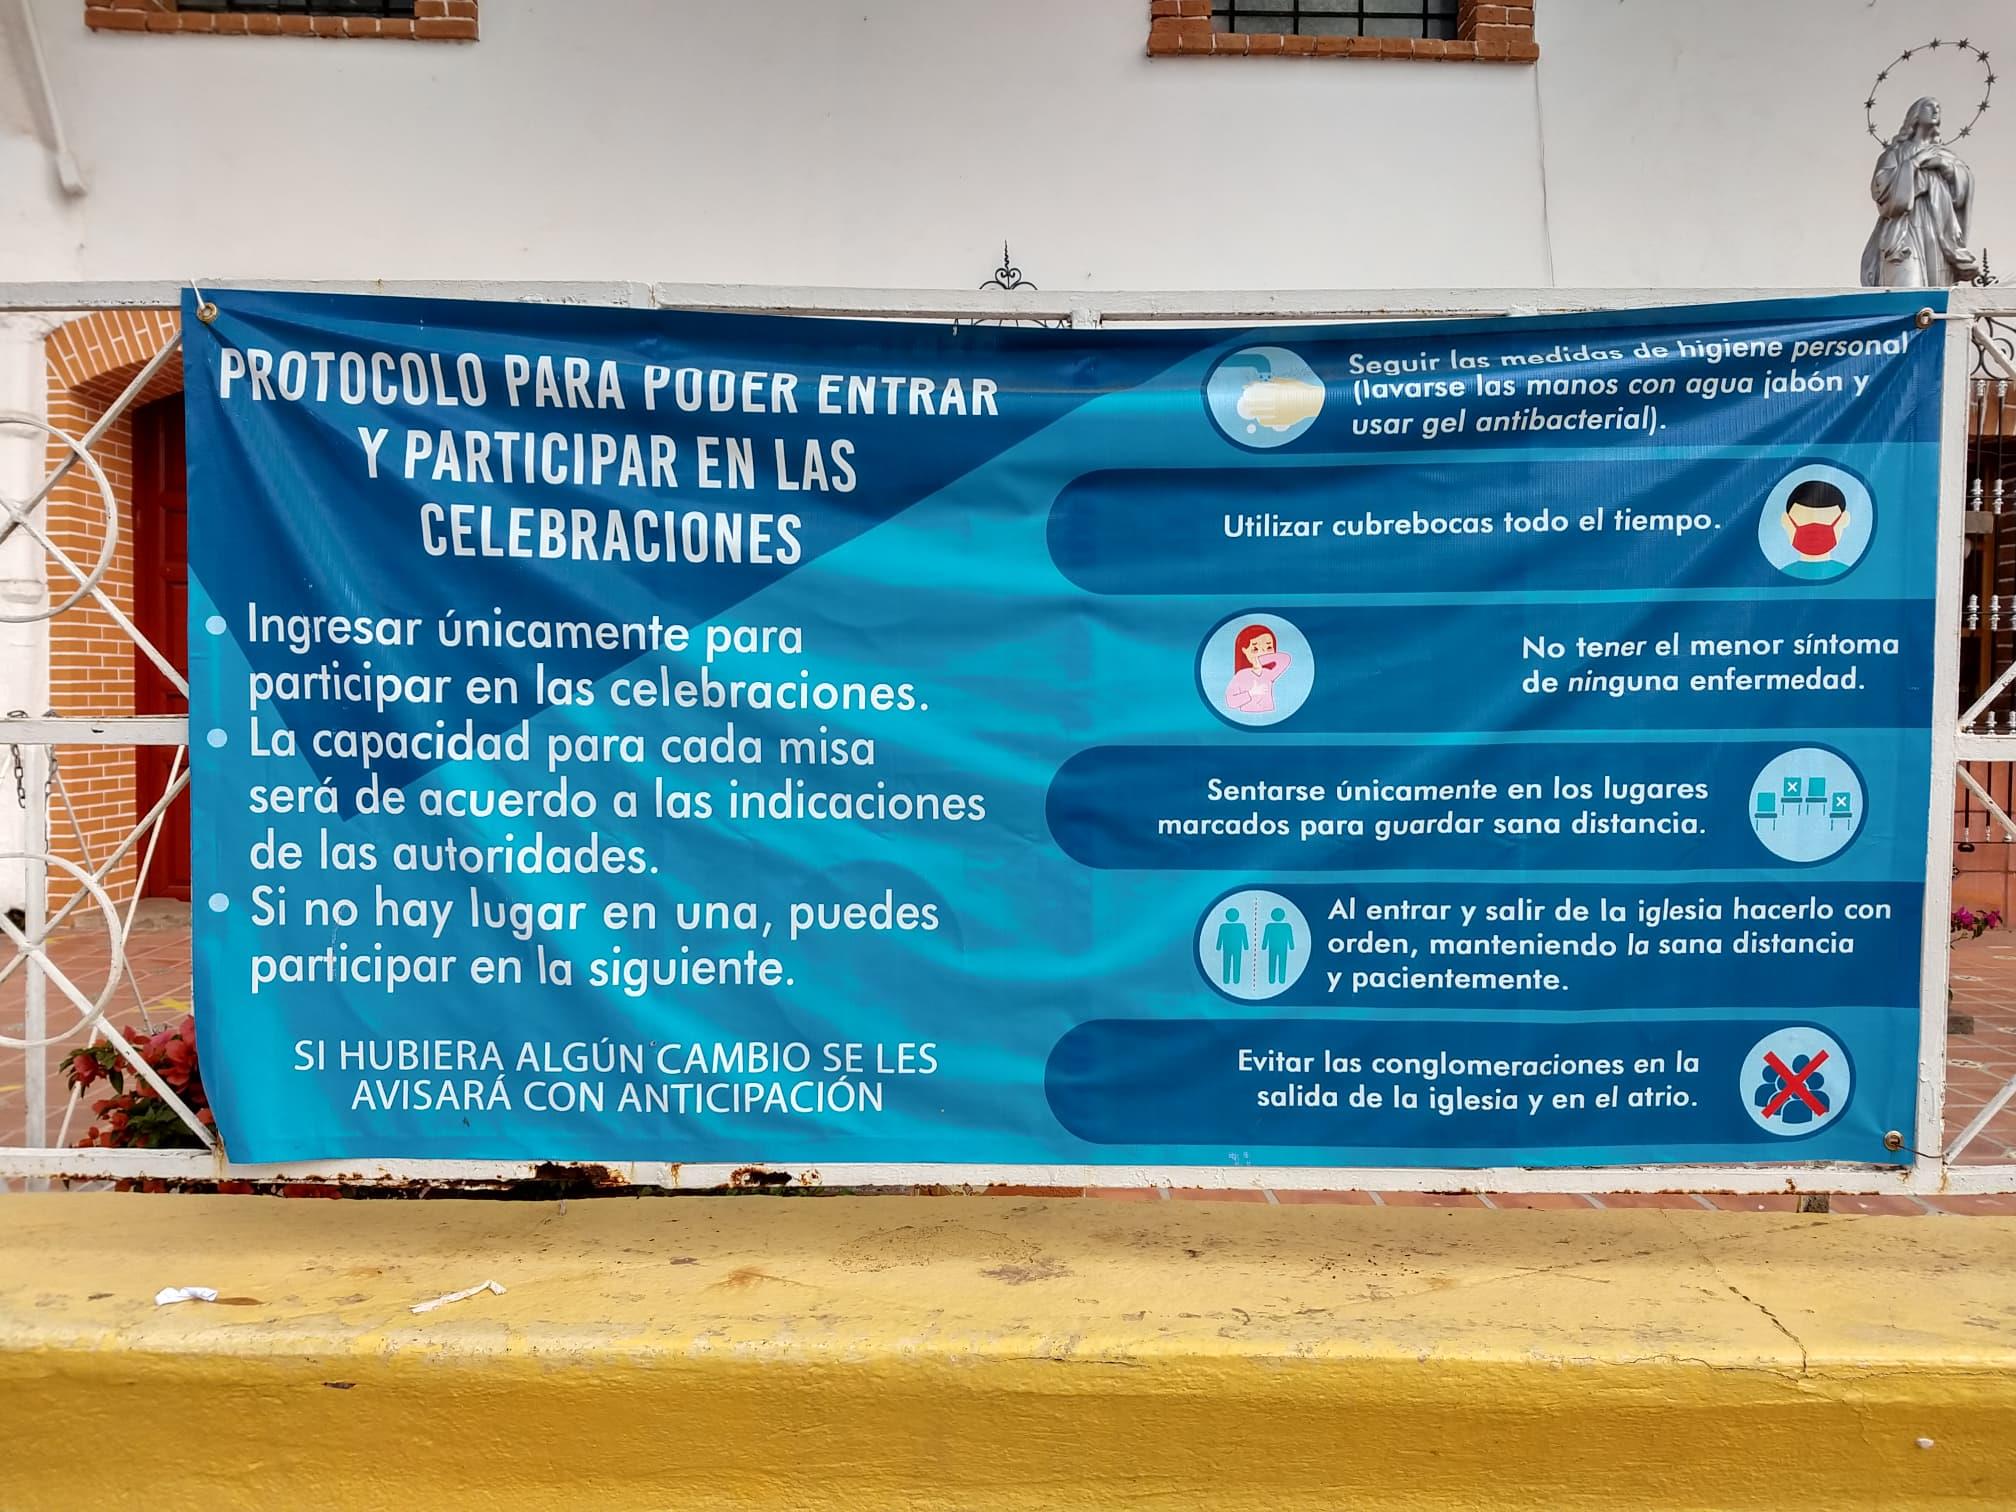 PROTOCOLO PARA PODER ENTRAR
Y PARTICIPAR EN LAS
CELEBRACIONES
• Ingresar únicamente para
participar en las celebraciones.
• La capacidad para cada misa
será de acuerdo a las indicaciones
de las autoridades.
• Si no hay lugar en una, puedes
participar en la siguiente.
SI HUBIERA ALGÚN CAMBIO SE LES
AVISARÁ CON ANTICIPACIÓN
Seguir las medidas de higiene personal
(lavarse las manos con agua jabón y
usar gel antibacterial).
Utilizar cubrebocas todo el tiempo.
No tener el menor síntoma
de ninguna enfermedad.
Sentarse únicamente en los lugares
marcados para guardar sana distancia.
Al entrar y salir de la iglesia hacerlo con
orden, manteniendo la sana distancia
y pacientemente.
Evitar las conglomeraciones en la
salida de la iglesia y en el atrio.